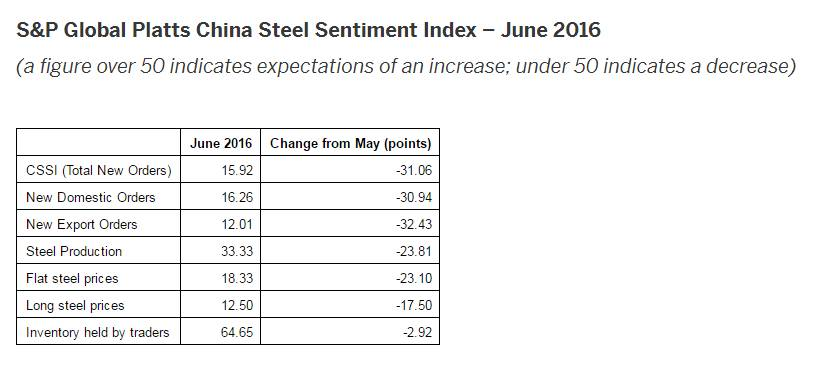 S&P Global Platts China Steel Sentiment Index – June 2016
(a figure over 50 indicates expectations of an increase; under 50 indicates a decrease)
June 2016 Change from May (points)
CSSI (Total New Orders) 15.92 -31.06
New Domestic Orders 16.26 -30.94
New Export Orders 12.01 -32.43
Steel Production 33.33 -23.81
Flat steel prices 18.33 -23.10
Long steel prices 12.50 -17.50
Inventory held by traders 64.65 -2.92